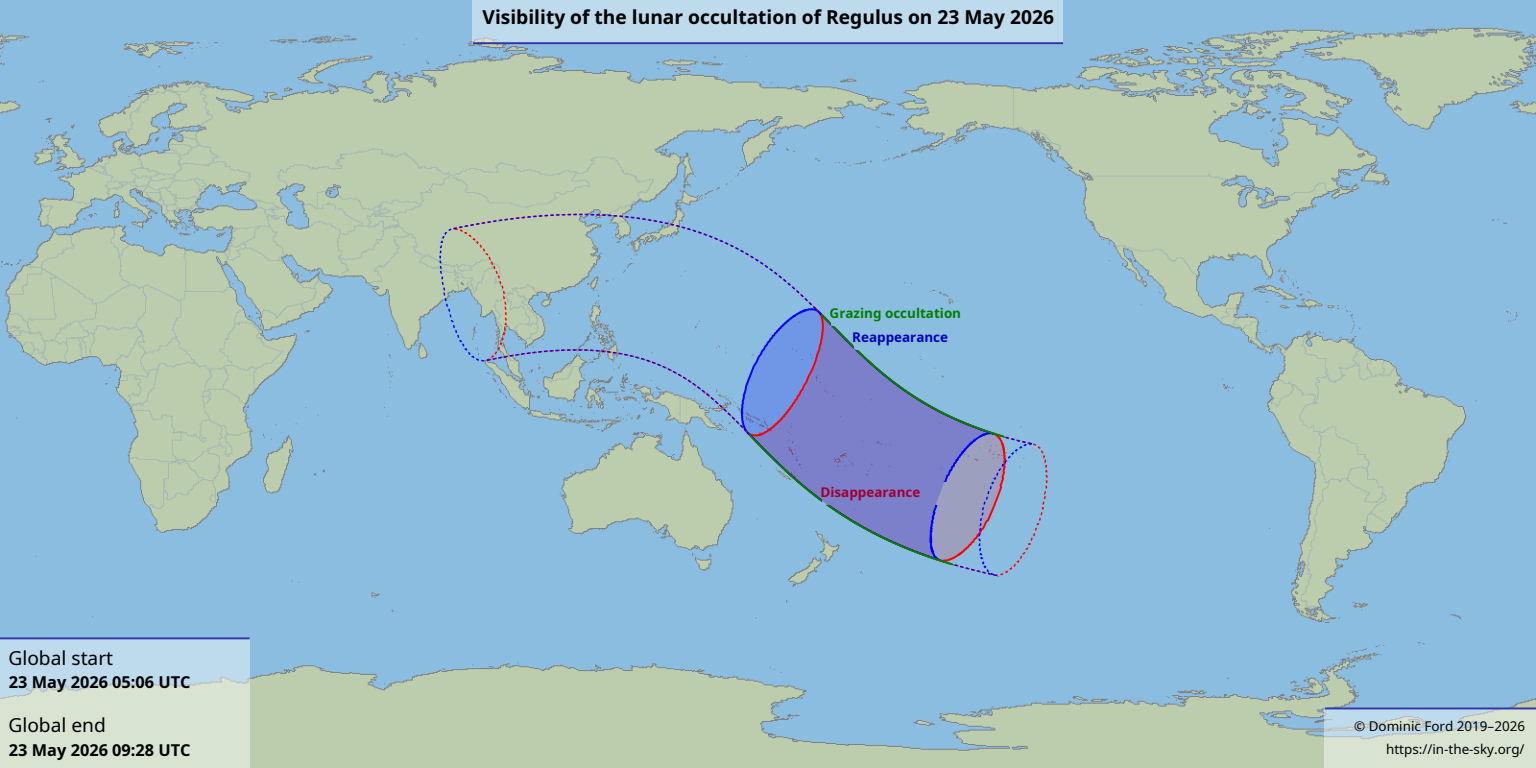 Visibility of the lunar occultation of Regulus on 23 May 2026
Grazing occultation
Reappearance
Disappearance
Global start
23 May 2026 05:06 UTC
Global end
23 May 2026 09:28 UTC
© Dominic Ford 2019–2026
https://in-the-sky.org/